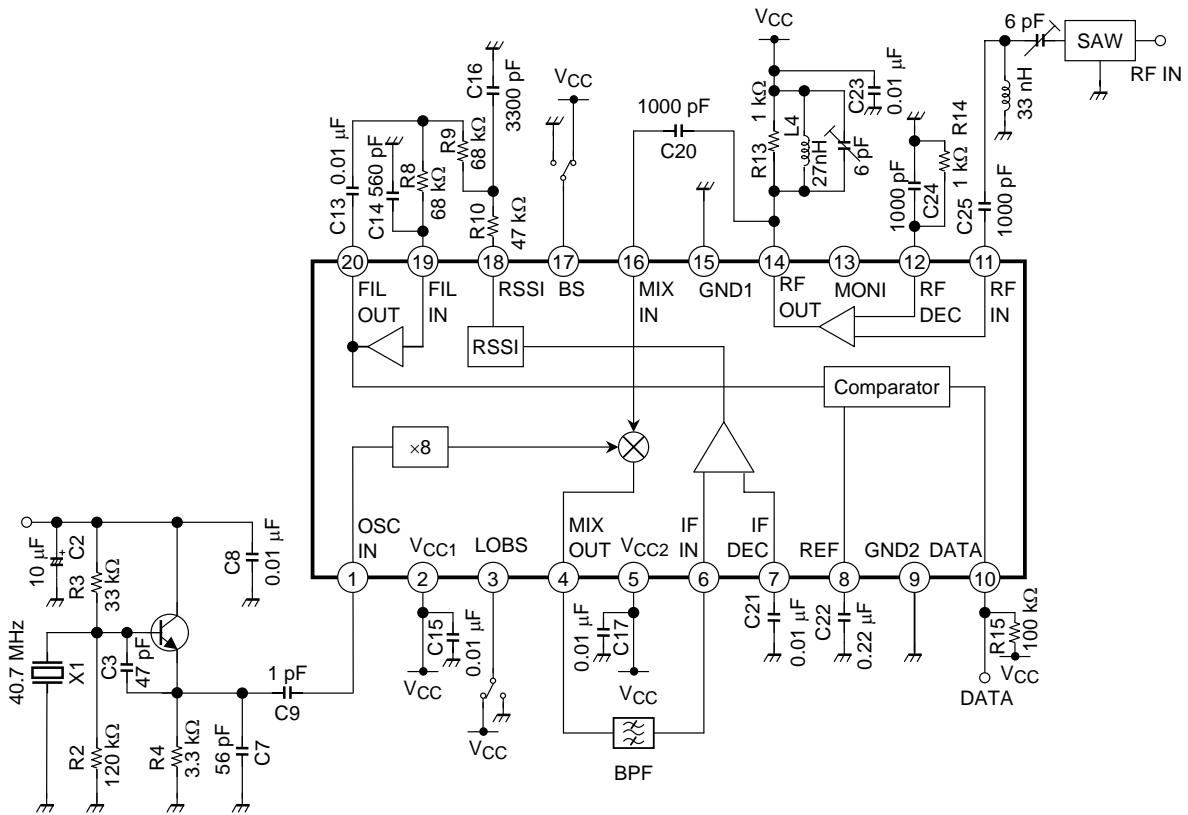 VCC
6 pF
SAW
RF IN
C16
3300 pF
VCC
1000 pF
C20
1 kΩ
R13
L4
27nH
6 pF
C23
0.01 µF
R14
1 kΩ
33 nH
C13
0.01 µF
C14 560 pF
R8
68 kΩ
R9
68 kΩ
R10
47 kΩ
1000 pF
C24
C25
1000 pF
20
19
18
17
16
15
14
13
12
11
FIL OUT
FIL IN
RSSI
BS
MIX IN
GND1
RF OUT
MONI
RF DEC
RF IN
RSSI
Comparator
×8
OSC IN
VCC1
LOBS
MIX OUT
VCC2
IF IN
IF DEC
REF
GND2
DATA
1
2
3
4
5
6
7
8
9
10
10 µF
+
C2
R3
33 kΩ
C8
0.01 µF
40.7 MHz
X1
C3
47 pF
1 pF
C9
R2
120 kΩ
R4
3.3 kΩ
56 pF
C7
C15
0.01 µF
VCC
VCC
0.01 µF
C17
VCC
BPF
C21
0.01 µF
C22
0.22 µF
R15
100 kΩ
VCC
DATA